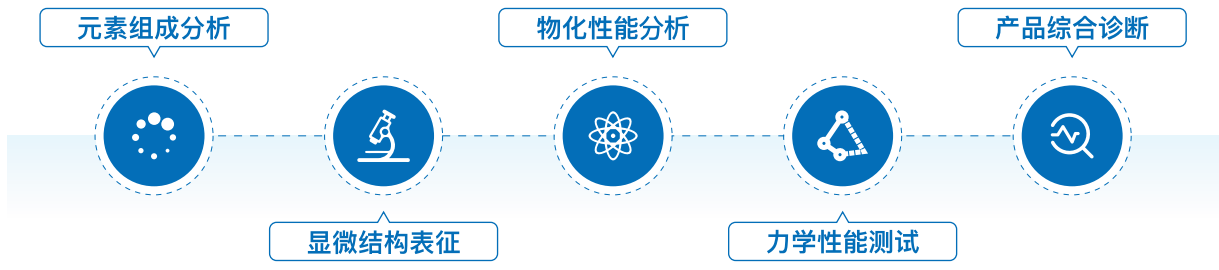 元素组成分析
显微结构表征
物化性能分析
力学性能测试
产品综合诊断